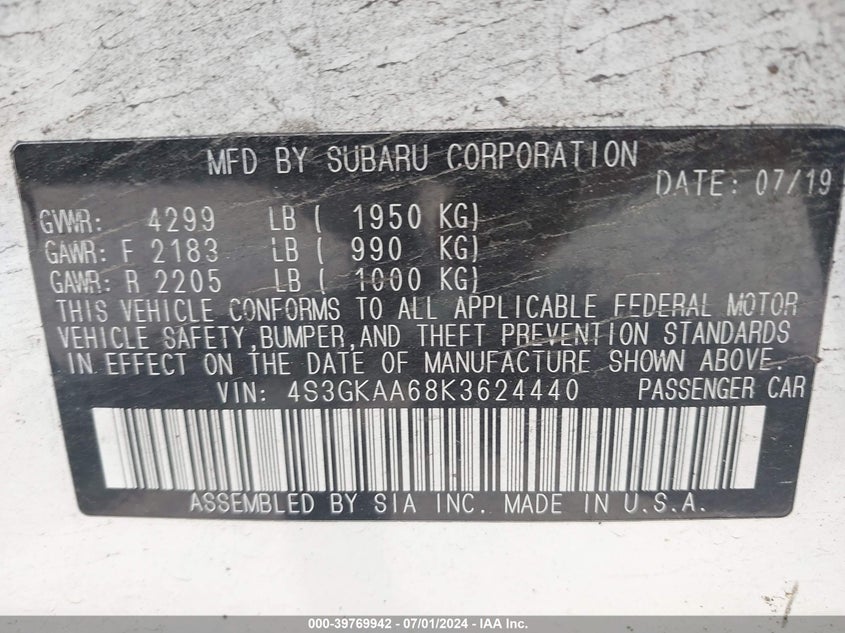 MFD BY SUBARU CORPORATION
DATE: 07/19
GVWR: 4299 LB ( 1950 KG)
GAWR: F 2183 LB ( 990 KG)
GAWR: R 2205 LB ( 1000 KG)
THIS VEHICLE CONFORMS TO ALL APPLICABLE FEDERAL MOTOR
VEHICLE SAFETY,BUMPER,AND THEFT PREVENTION STANDARDS
IN EFFECT ON THE DATE OF MANUFACTURE SHOWN ABOVE.
VIN: 4S3GKAA68K3624440 PASSENGER CAR
ASSEMBLED BY SIA INC. MADE IN U.S.A.
000-39769942 - 07/01/2024 - IAA Inc.